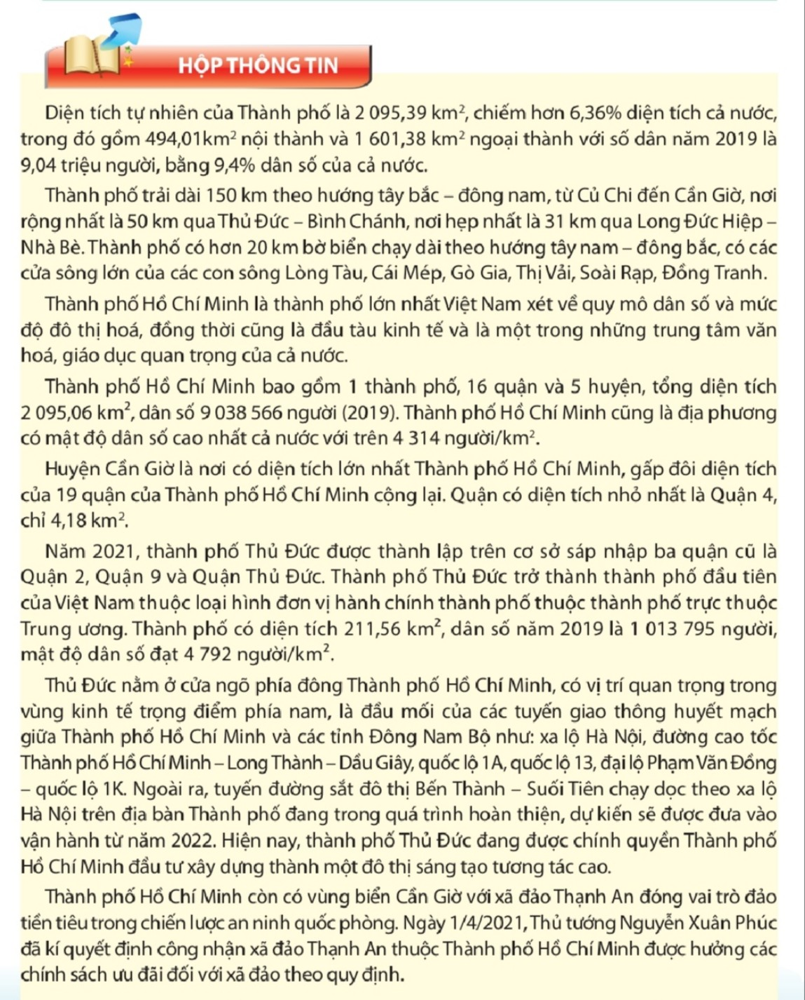 HỘP THÔNG TIN
Diện tích tự nhiên của Thành phố là 2 095,39 km², chiếm hơn 6,36% diện tích cả nước,
trong đó gồm 494,01km² nội thành và 1 601,38 km² ngoại thành với số dân năm 2019 là
9,04 triệu người, bằng 9,4% dân số của cả nước.
Thành phố trải dài 150 km theo hướng tây bắc – đông nam, từ Củ Chi đến Cần Giờ, nơi
rộng nhất là 50 km qua Thủ Đức – Bình Chánh, nơi hẹp nhất là 31 km qua Long Đức Hiệp –
Nhà Bè. Thành phố có hơn 20 km bờ biển chạy dài theo hướng tây nam – đông bắc, có các
cửa sông lớn của các con sông Lòng Tàu, Cái Mép, Gò Gia, Thị Vải, Soài Rạp, Đồng Tranh.
Thành phố Hồ Chí Minh là thành phố lớn nhất Việt Nam xét về quy mô dân số và mức
độ đô thị hoá, đồng thời cũng là đầu tàu kinh tế và là một trong những trung tâm văn
hoá, giáo dục quan trọng của cả nước.
Thành phố Hồ Chí Minh bao gồm 1 thành phố, 16 quận và 5 huyện, tổng diện tích
2 095,06 km², dân số 9 038 566 người (2019). Thành phố Hồ Chí Minh cũng là địa phương
có mật độ dân số cao nhất cả nước với trên 4 314 người/km².
Huyện Cần Giờ là nơi có diện tích lớn nhất Thành phố Hồ Chí Minh, gấp đôi diện tích
của 19 quận của Thành phố Hồ Chí Minh cộng lại. Quận có diện tích nhỏ nhất là Quận 4,
chỉ 4,18 km².
Năm 2021, thành phố Thủ Đức được thành lập trên cơ sở sáp nhập ba quận cũ là
Quận 2, Quận 9 và Quận Thủ Đức. Thành phố Thủ Đức trở thành thành phố đầu tiên
của Việt Nam thuộc loại hình đơn vị hành chính thành phố thuộc thành phố trực thuộc
Trung ương. Thành phố có diện tích 211,56 km², dân số năm 2019 là 1 013 795 người,
mật độ dân số đạt 4 792 người/km².
Thủ Đức nằm ở cửa ngõ phía đông Thành phố Hồ Chí Minh, có vị trí quan trọng trong
vùng kinh tế trọng điểm phía nam, là đầu mối của các tuyến giao thông huyết mạch
giữa Thành phố Hồ Chí Minh và các tỉnh Đông Nam Bộ như: xa lộ Hà Nội, đường cao tốc
Thành phố Hồ Chí Minh – Long Thành – Dầu Giây, quốc lộ 1A, quốc lộ 13, đại lộ Phạm Văn Đồng
– quốc lộ 1K. Ngoài ra, tuyến đường sắt đô thị Bến Thành – Suối Tiên chạy dọc theo xa lộ
Hà Nội trên địa bàn Thành phố đang trong quá trình hoàn thiện, dự kiến sẽ được đưa vào
vận hành từ năm 2022. Hiện nay, thành phố Thủ Đức đang được chính quyền Thành phố
Hồ Chí Minh đầu tư xây dựng thành một đô thị sáng tạo tương tác cao.
Thành phố Hồ Chí Minh còn có vùng biển Cần Giờ với xã đảo Thạnh An đóng vai trò đảo
tiền tiêu trong chiến lược an ninh quốc phòng. Ngày 1/4/2021, Thủ tướng Nguyễn Xuân Phúc
đã kí quyết định công nhận xã đảo Thạnh An thuộc Thành phố Hồ Chí Minh được hưởng các
chính sách ưu đãi đối với xã đảo theo quy định.